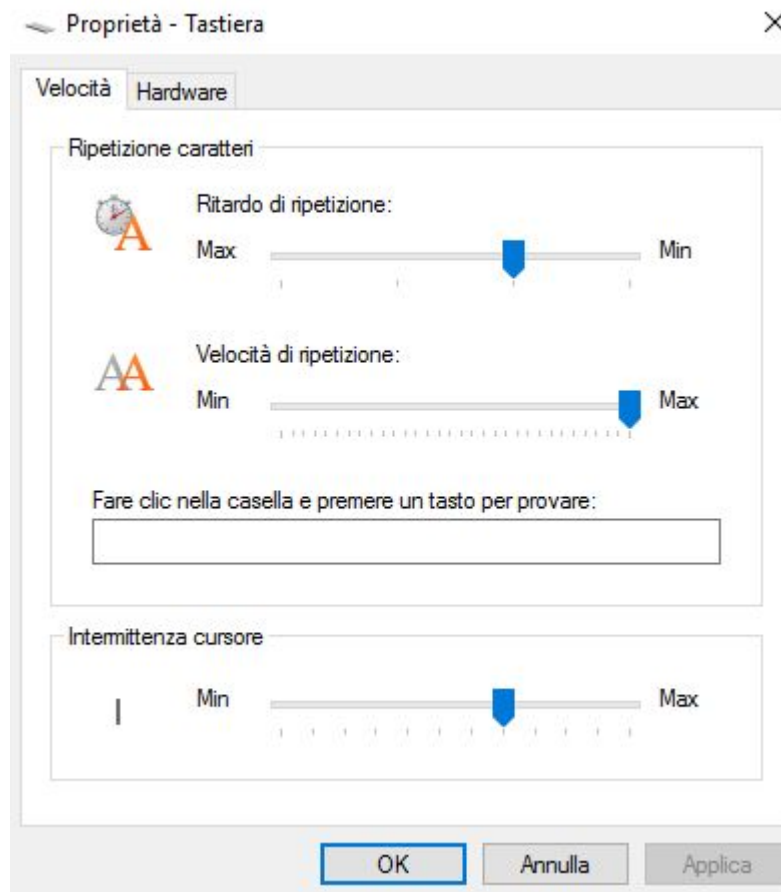 Proprietà - Tastiera
Velocità Hardware
Ripetizione caratteri
Ritardo di ripetizione:
Max Min
Velocità di ripetizione:
Min Max
Fare clic nella casella e premere un tasto per provare:
Intermittenza cursore
Min Max
OK Annulla Applica